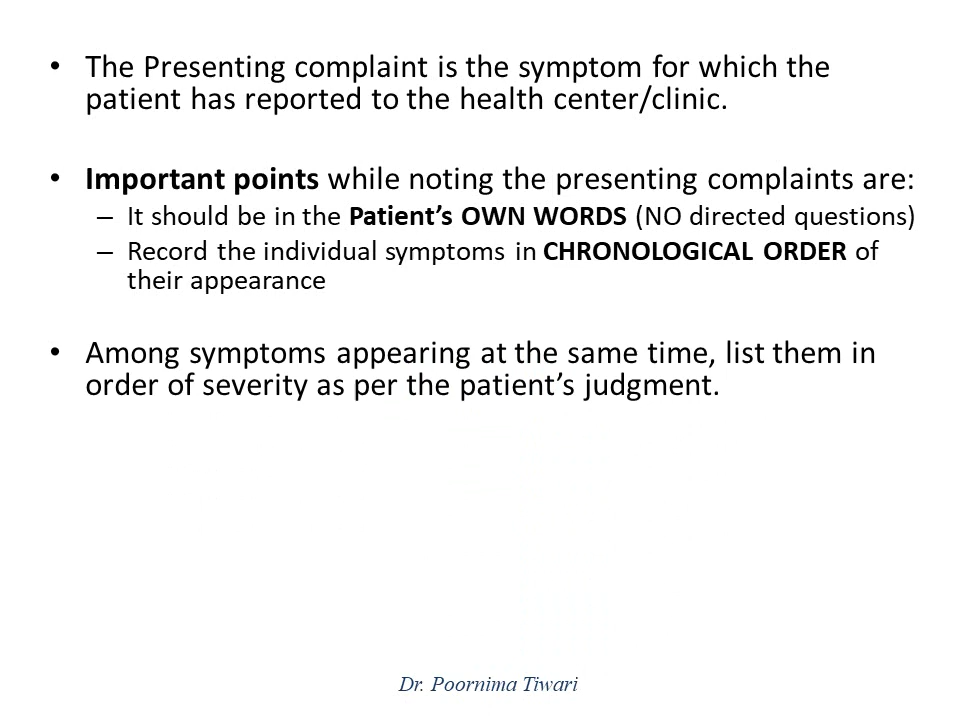 • The Presenting complaint is the symptom for which the
patient has reported to the health center/clinic.
• Important points while noting the presenting complaints are:
– It should be in the Patient’s OWN WORDS (NO directed questions)
– Record the individual symptoms in CHRONOLOGICAL ORDER of
their appearance
• Among symptoms appearing at the same time, list them in
order of severity as per the patient’s judgment.
Dr. Poornima Tiwari